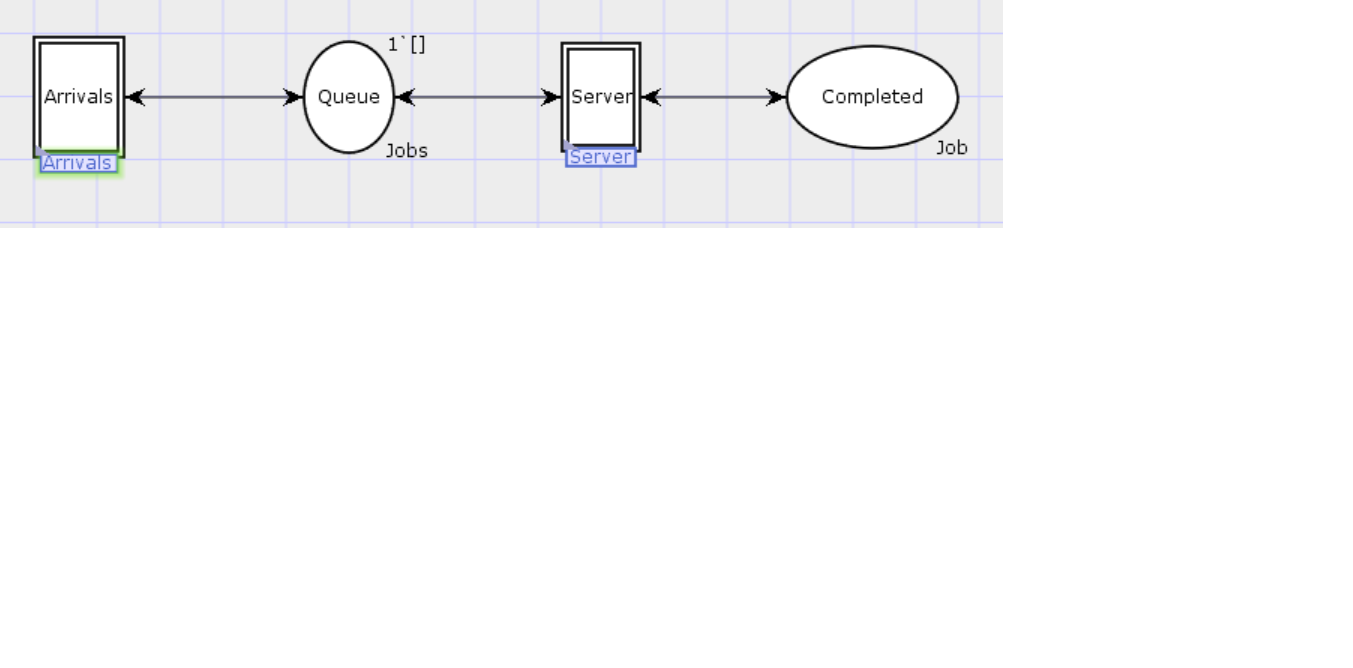 1`[]
Arrivals
Queue
Server
Completed
Jobs
Job
Arrivals
Server